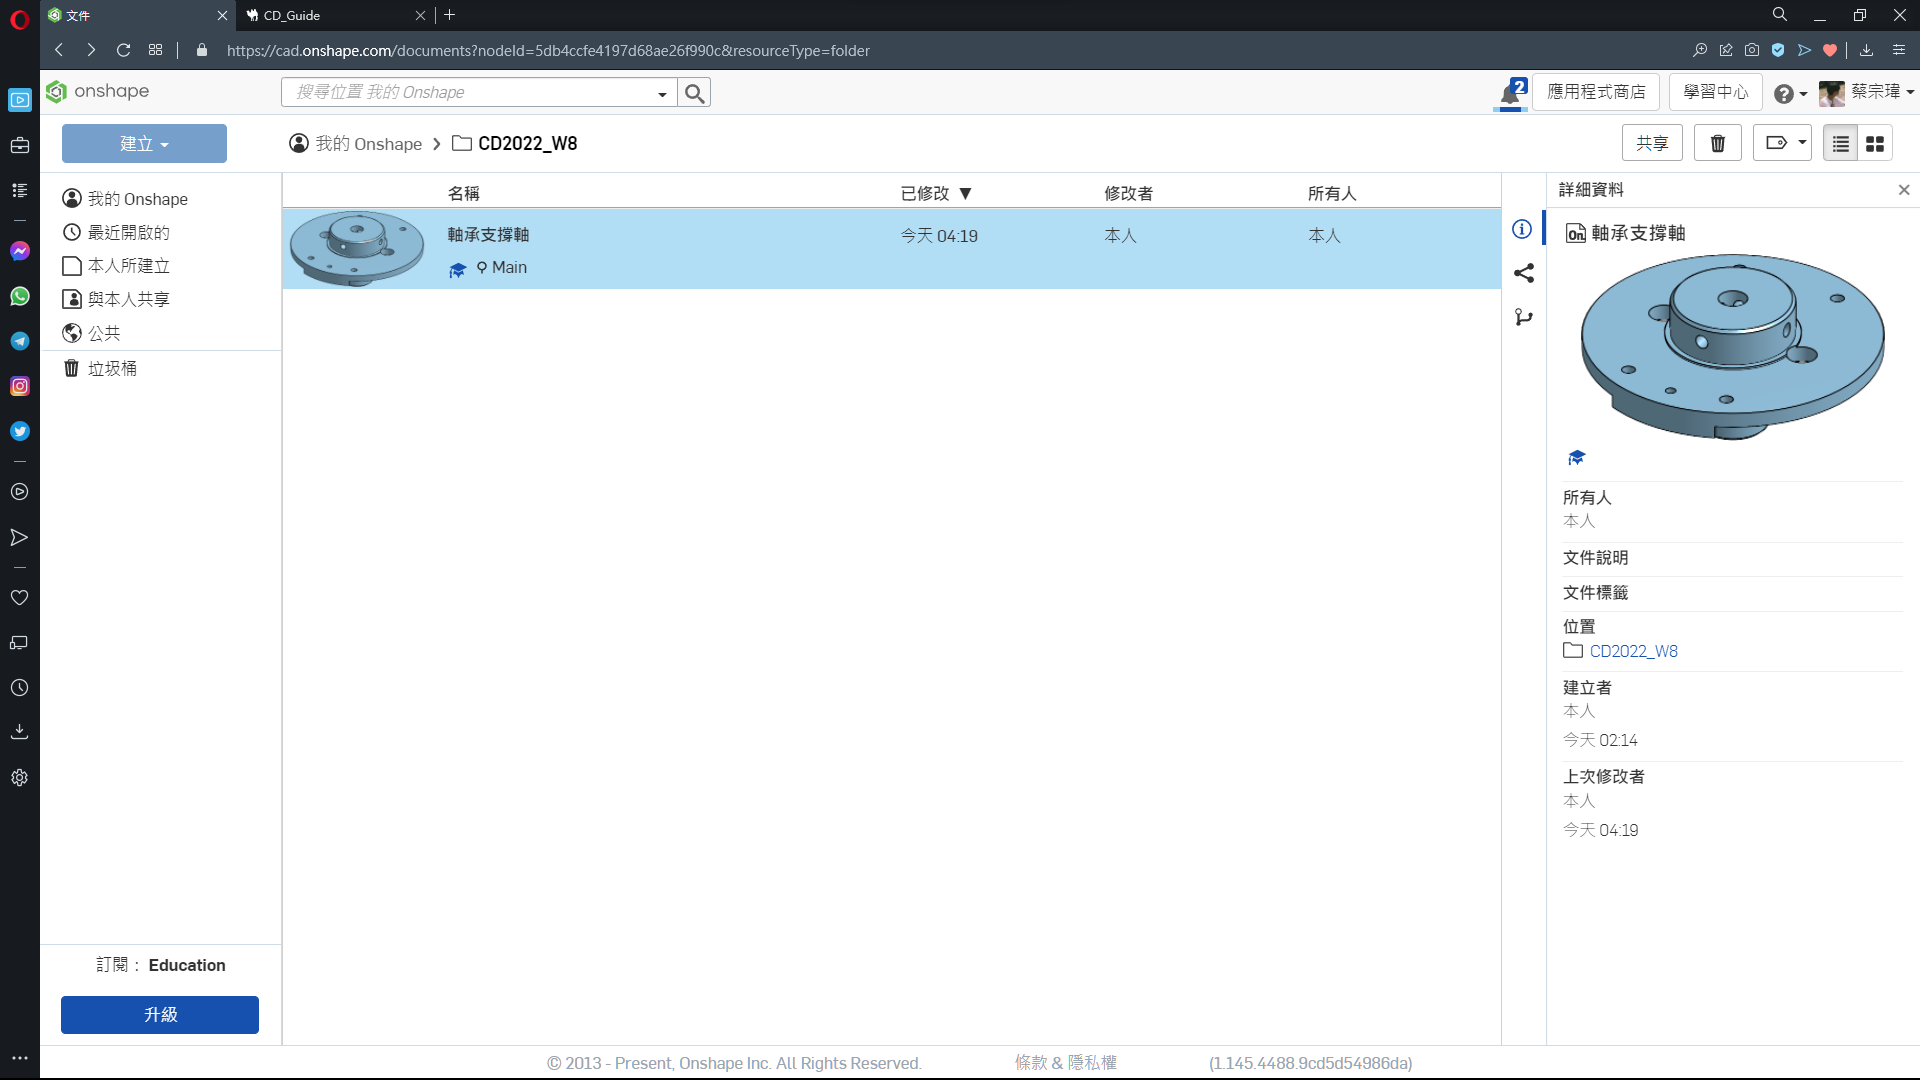 文件
CD_Guide
https://cad.onshape.com/documents?nodeId=5db4ccfe4197d68ae26f990c&resourceType=folder
onshape
搜尋位置 我的 Onshape
2
應用程式商店
學習中心
蔡宗瑋
建立
我的 Onshape
CD2022_W8
共享
我的 Onshape
最近開啟的
本人所建立
與本人共享
公共
垃圾桶
名稱 已修改 ▼ 修改者 所有人
軸承支撐軸 今天 04:19 本人 本人
Main
詳細資料
軸承支撐軸
所有人
本人
文件說明
文件標籤
位置
CD2022_W8
建立者
本人
今天 02:14
上次修改者
本人
今天 04:19
訂閱： Education
升級
© 2013 - Present, Onshape Inc. All Rights Reserved. 條款 & 隱私權 (1.145.4488.9cd5d54986da)